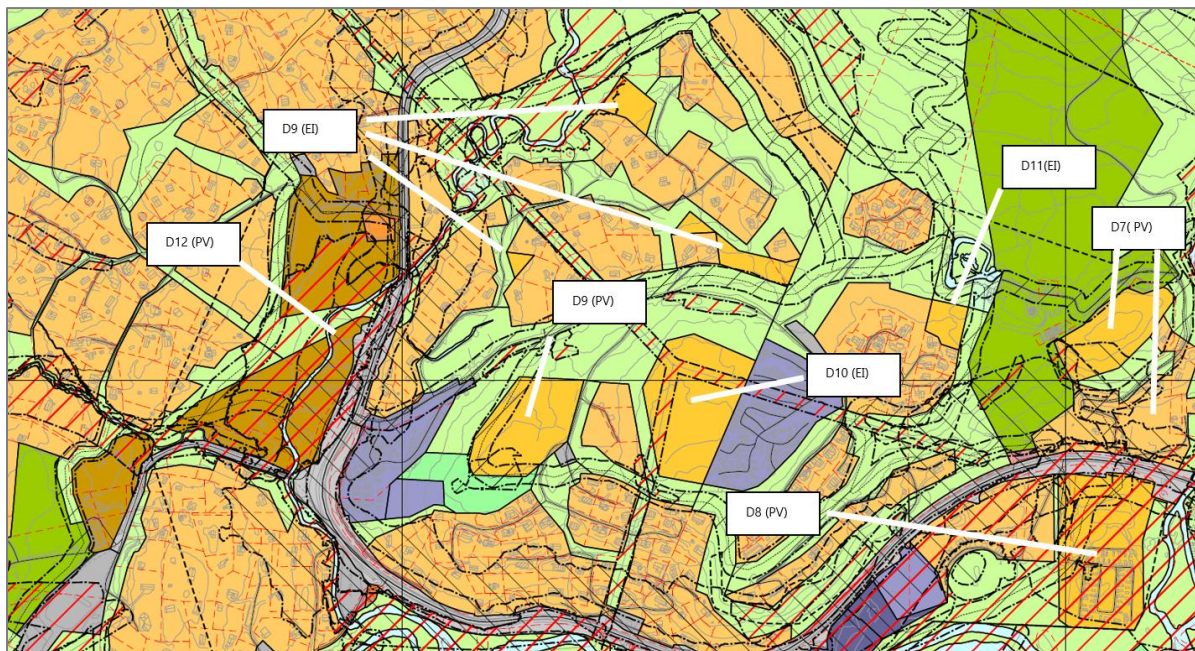 D9 (EI)
D11(EI)
D7( PV)
D12 (PV)
D9 (PV)
D10 (EI)
D8 (PV)